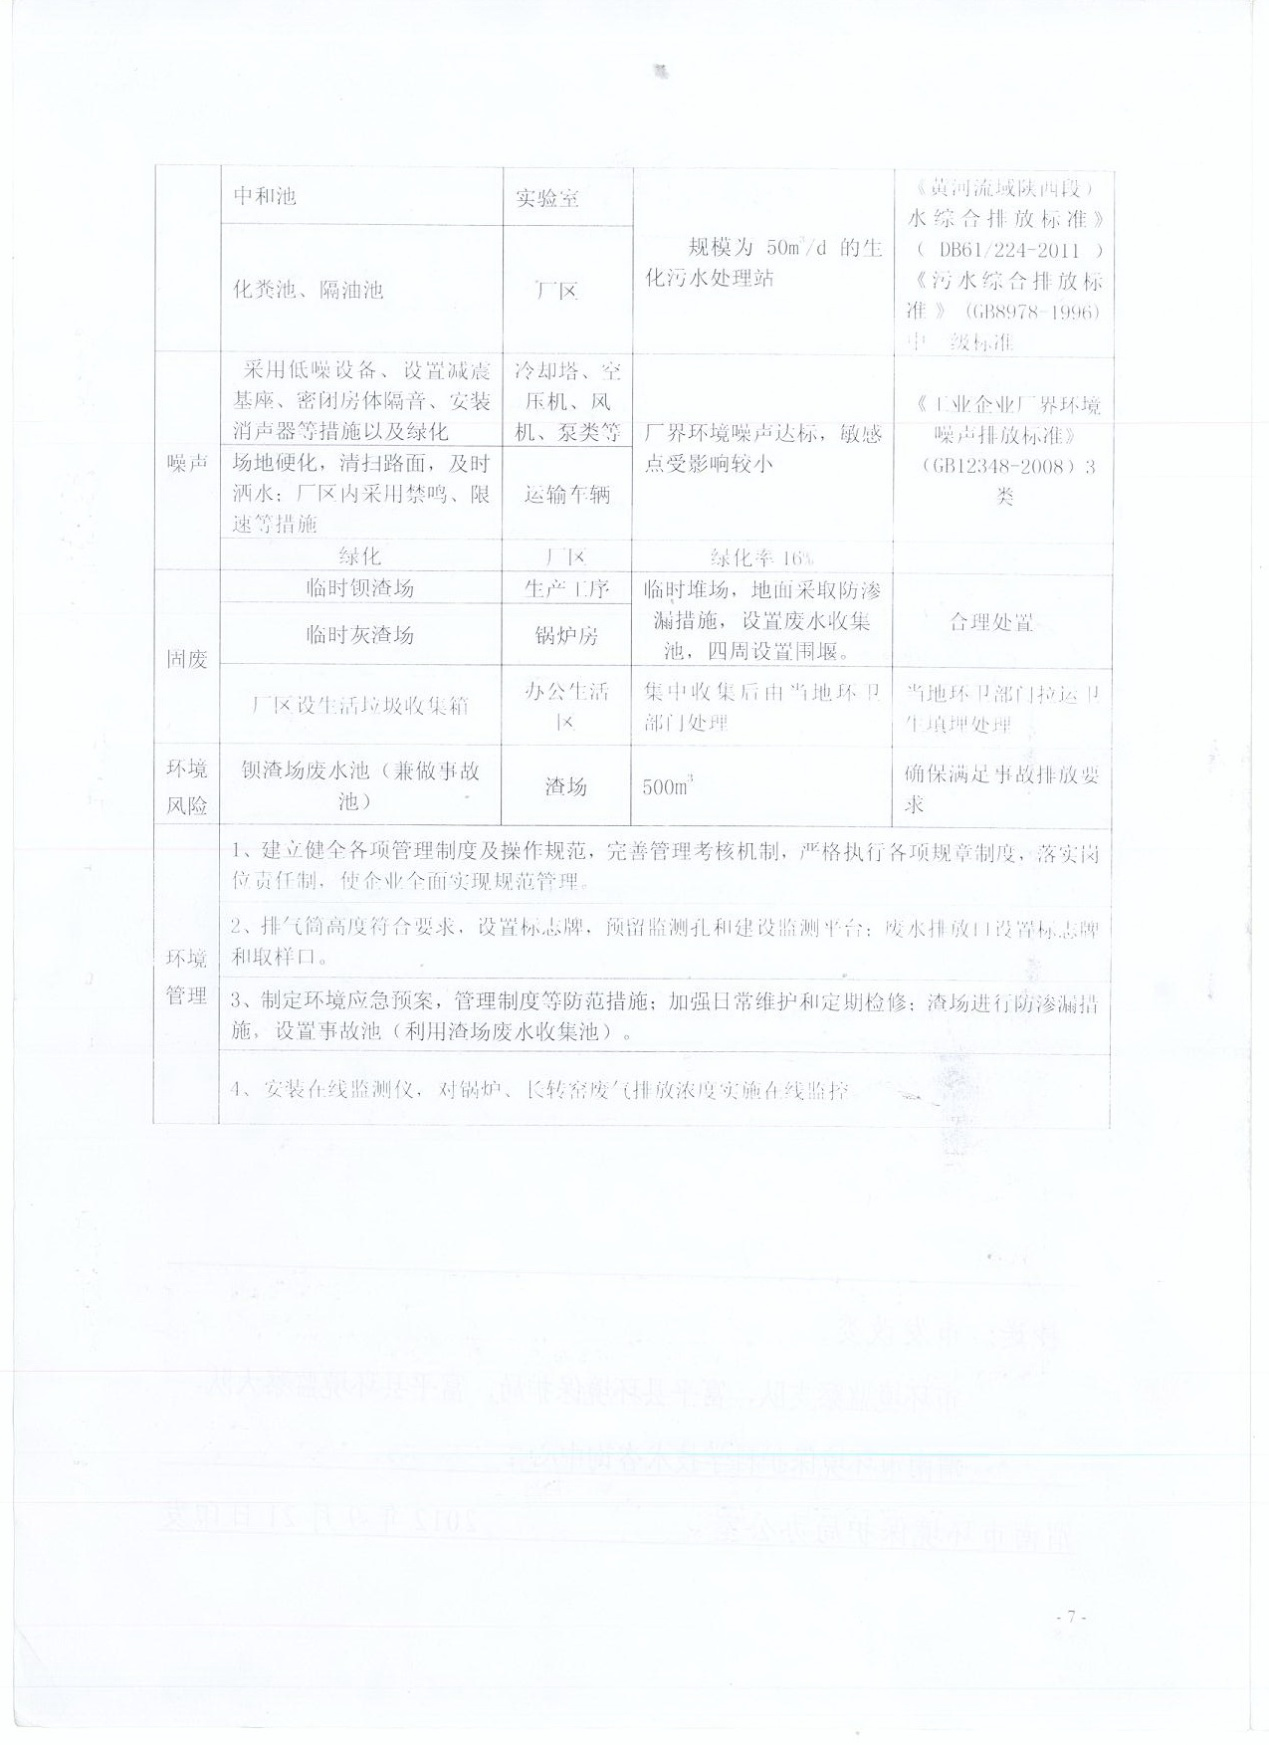 中和池
实验室
规模为 50m³/d 的生
化污水处理站
《黄河流域陕西段）
水综合排放标准》
（ DB61/224-2011 ）
《污水综合排放标
准》(GB8978-1996)
级标准
化粪池、隔油池
厂区
噪声
采用低噪设备、设置减震
基座、密闭房体隔音、安装
消声器等措施以及绿化
冷却塔、空
压机、风
机、泵类等
厂界环境噪声达标，敏感
点受影响较小
《工业企业厂界环境
噪声排放标准》
（GB12348-2008）3
类
场地硬化，清扫路面，及时
洒水；厂区内采用禁鸣、限
速等措施
运输车辆
绿化
厂区
绿化率 16%
固废
临时钡渣场
生产工序
临时堆场，地面采取防渗
漏措施，设置废水收集
池，四周设置围堰。
合理处置
临时灰渣场
锅炉房
厂区设生活垃圾收集箱
办公生活
区
集中收集后由当地环卫
部门处理
当地环卫部门拉运卫
生填埋处理
环境
风险
钡渣场废水池（兼做事故
池）
渣场
500m³
确保满足事故排放要
求
环境
管理
1、建立健全各项管理制度及操作规范，完善管理考核机制，严格执行各项规章制度，落实岗
位责任制，使企业全面实现规范管理。
2、排气筒高度符合要求，设置标志牌，预留监测孔和建设监测平台；废水排放口设置标志牌
和取样口。
3、制定环境应急预案，管理制度等防范措施；加强日常维护和定期检修；渣场进行防渗漏措
施，设置事故池（利用渣场废水收集池）。
4、安装在线监测仪，对锅炉、长转窑废气排放浓度实施在线监控
- 7 -